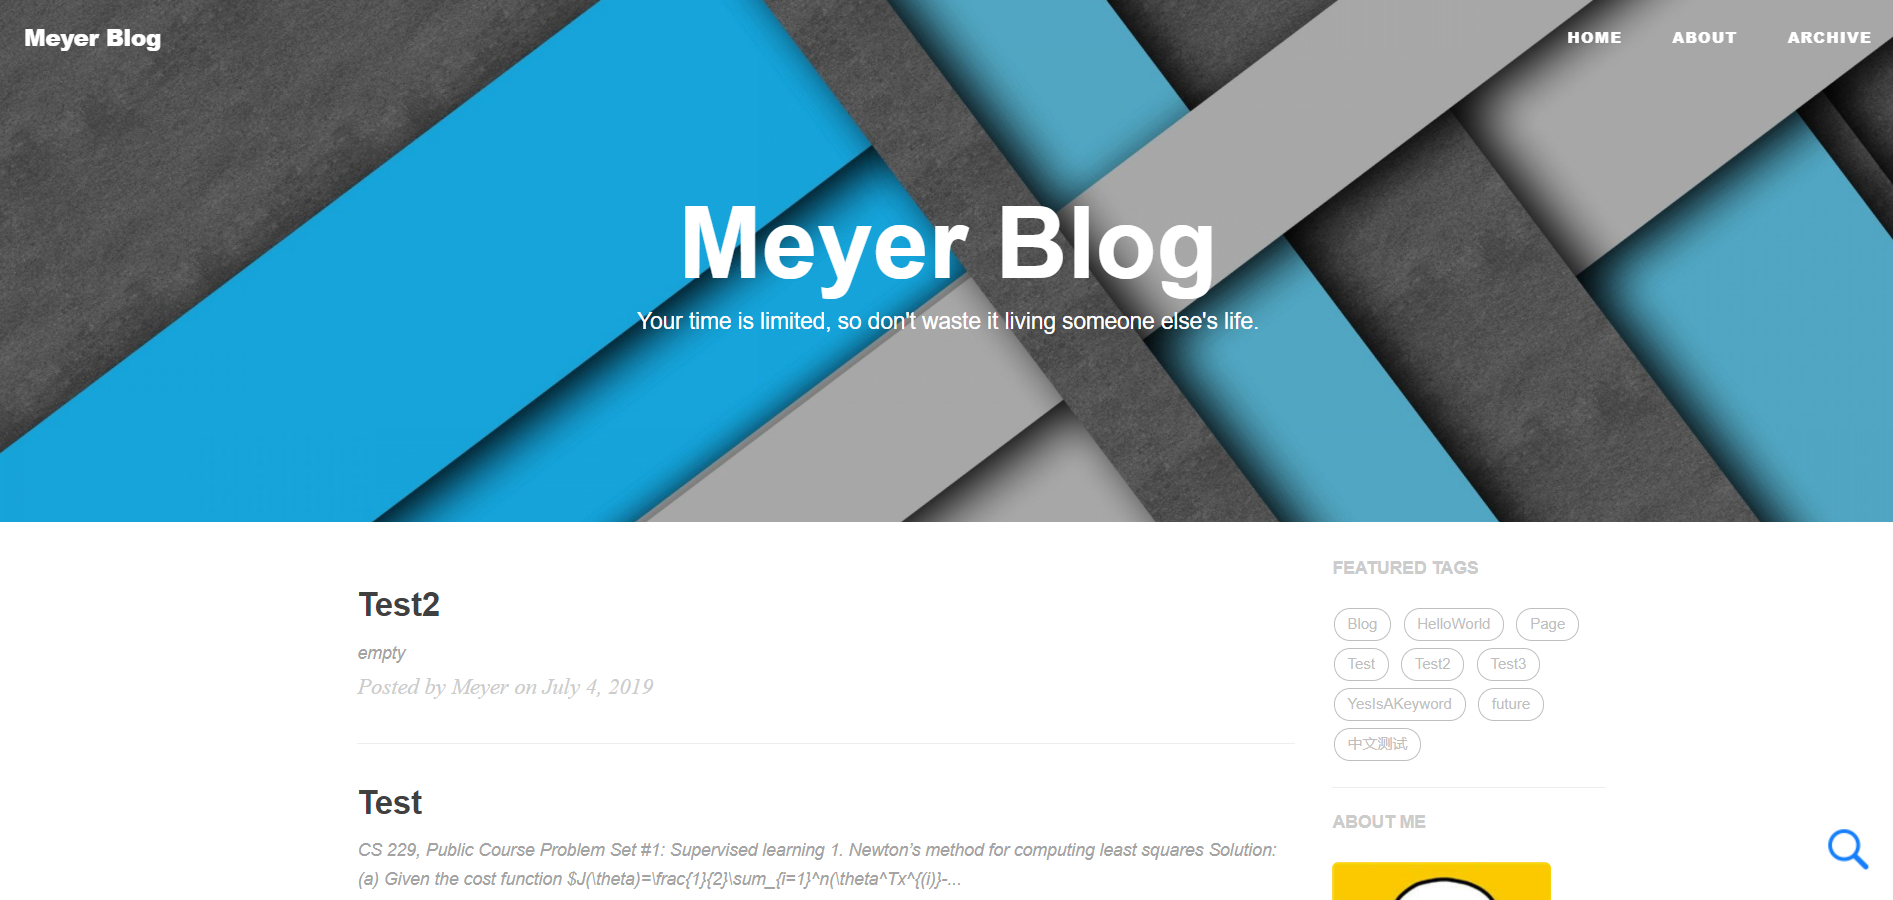 Meyer Blog
HOME ABOUT ARCHIVE
Meyer Blog
Your time is limited, so don't waste it living someone else's life.
Test2
empty
Posted by Meyer on July 4, 2019
Test
CS 229, Public Course Problem Set #1: Supervised learning 1. Newton’s method for computing least squares Solution:
(a) Given the cost function $J(\theta)=\frac{1}{2}\sum_{i=1}^n(\theta^Tx^{(i)}-...
FEATURED TAGS
Blog HelloWorld Page
Test Test2 Test3
YesIsAKeyword future
中文测试
ABOUT ME